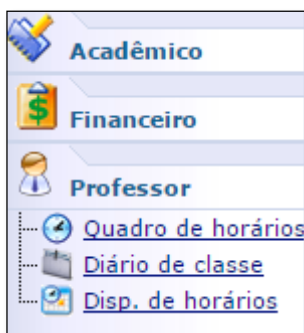 Acadêmico
Financeiro
Professor
Quadro de horários
Diário de classe
Disp. de horários